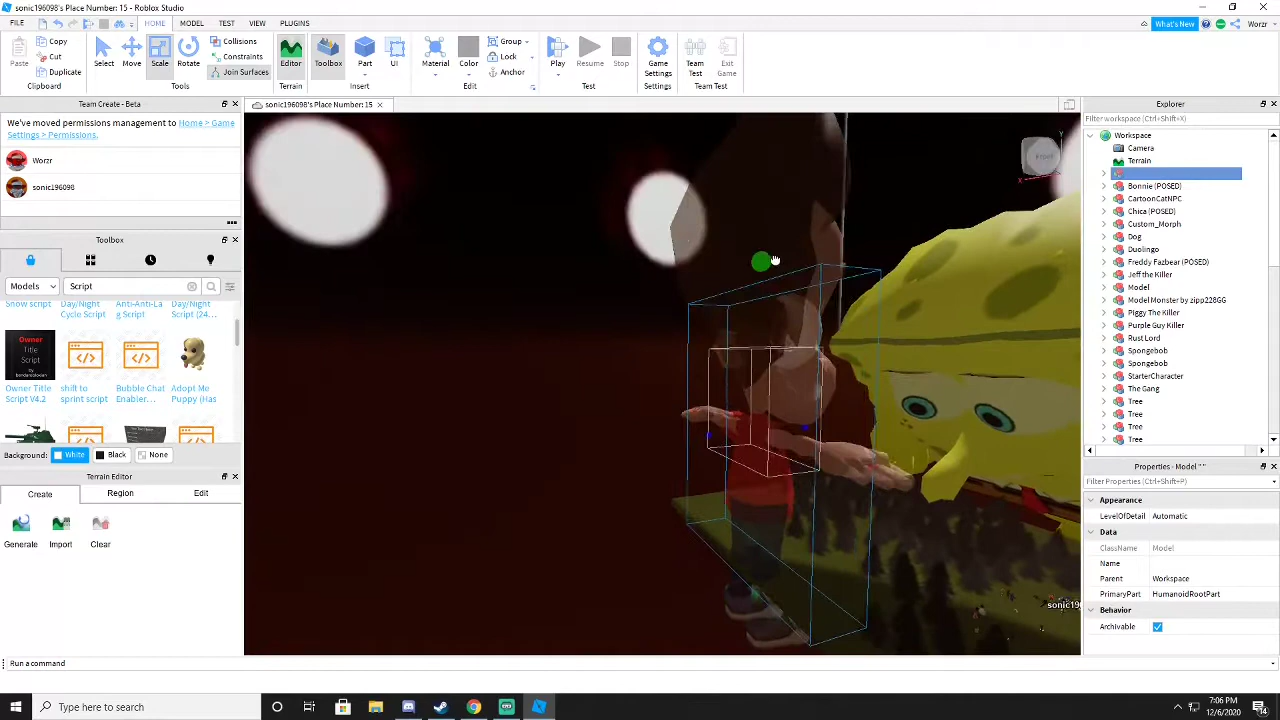 sonic196098's Place Number: 15 - Roblox Studio
FILE
HOME
MODEL
TEST
VIEW
PLUGINS
What's New
Worzr
Paste
Copy
Cut
Duplicate
Clipboard
Select
Move
Scale
Rotate
Tools
Collisions
Constraints
Join Surfaces
Editor
Terrain
Toolbox
Part
UI
Insert
Material
Color
Group
Lock
Anchor
Edit
Play
Resume
Stop
Test
Game
Settings
Settings
Team
Test
Exit
Game
Team Test
Team Create - Beta
We've moved permissions management to Home > Game
Settings > Permissions.
Worzr
sonic196098
Toolbox
Models
Script
Snow script
Day/Night
Cycle Script
Anti-Anti-La
g Script
Day/Night
Script (24...
Owner
Title
Script
Owner Title
Script V4.2
shift to
sprint script
Bubble Chat
Enabler...
Adopt Me
Puppy (Has
Background:
White
Black
None
Terrain Editor
Create
Region
Edit
Generate
Import
Clear
sonic196098's Place Number: 15
sonic19
Explorer
Filter workspace (Ctrl+Shift+X)
Workspace
Camera
Terrain
Bonnie (POSED)
CartoonCatNPC
Chica (POSED)
Custom_Morph
Dog
Duolingo
Freddy Fazbear (POSED)
Jeff the Killer
Model
Model Monster by zipp228GG
Piggy The Killer
Purple Guy Killer
Rust Lord
Spongebob
Spongebob
StarterCharacter
The Gang
Tree
Tree
Tree
Tree
Properties - Model ""
Filter Properties (Ctrl+Shift+P)
Appearance
LevelOfDetail Automatic
Data
ClassName Model
Name
Parent Workspace
PrimaryPart HumanoidRootPart
Behavior
Archivable
Run a command
Type here to search
7:06 PM
12/6/2020